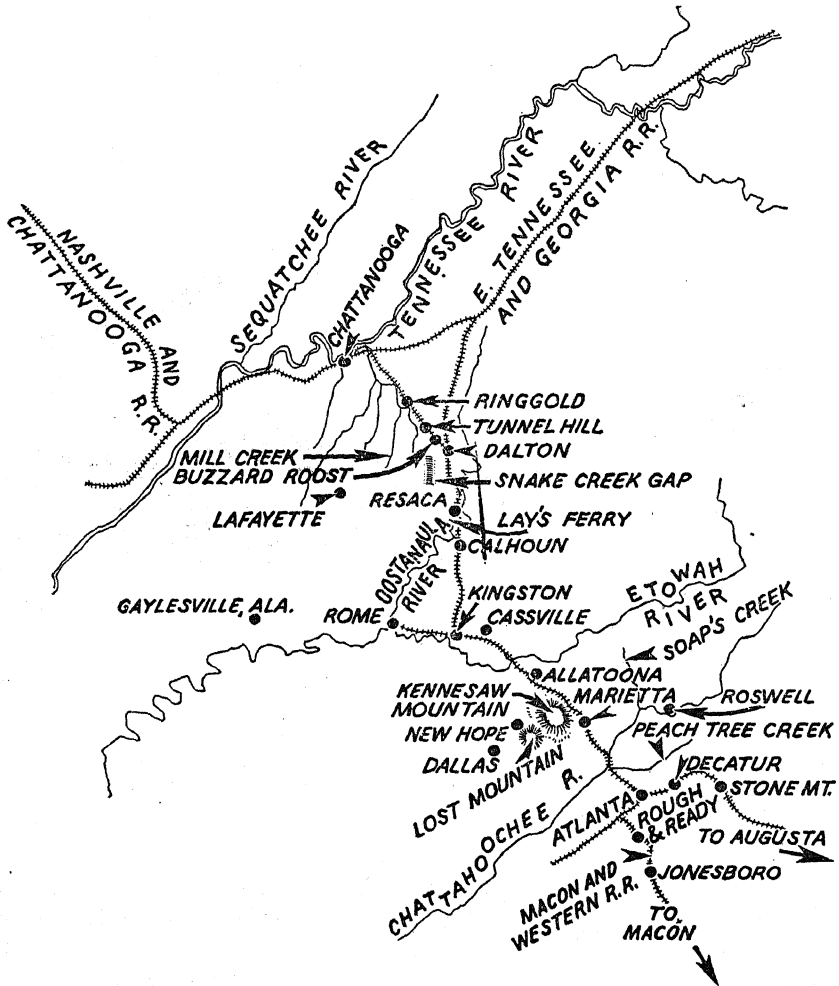 NASHVILLE AND
CHATTANOOGA R.R.
SEQUATCHEE RIVER
CHATTANOOGA
TENNESSEE RIVER
E. TENNESSEE
AND GEORGIA R.R.
RINGGOLD
TUNNEL HILL
DALTON
MILL CREEK
BUZZARD ROOST
SNAKE CREEK GAP
LAFAYETTE
RESACA
LAY'S FERRY
OOSTANAULA
RIVER
CALHOUN
GAYLESVILLE, ALA.
ROME
KINGSTON
CASSVILLE
ETOWAH
RIVER
SOAP'S CREEK
ALLATOONA
KENNESAW
MOUNTAIN
MARIETTA
ROSWELL
NEW HOPE
PEACH TREE CREEK
DALLAS
LOST MOUNTAIN
DECATUR
STONE MT.
CHATTAHOOCHEE R.
ATLANTA
ROUGH
& READY
TO AUGUSTA
MACON AND
WESTERN R.R.
JONESBORO
TO
MACON